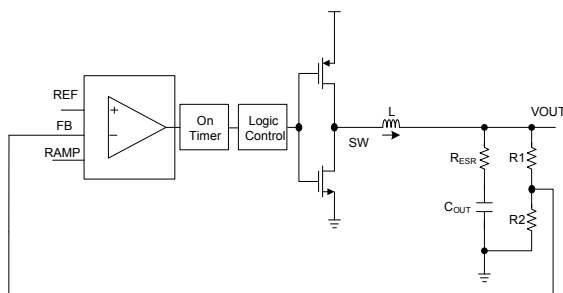 REF
+
FB
−
RAMP
On
Timer
Logic
Control
SW
L
VOUT
RESR
COUT
R1
R2